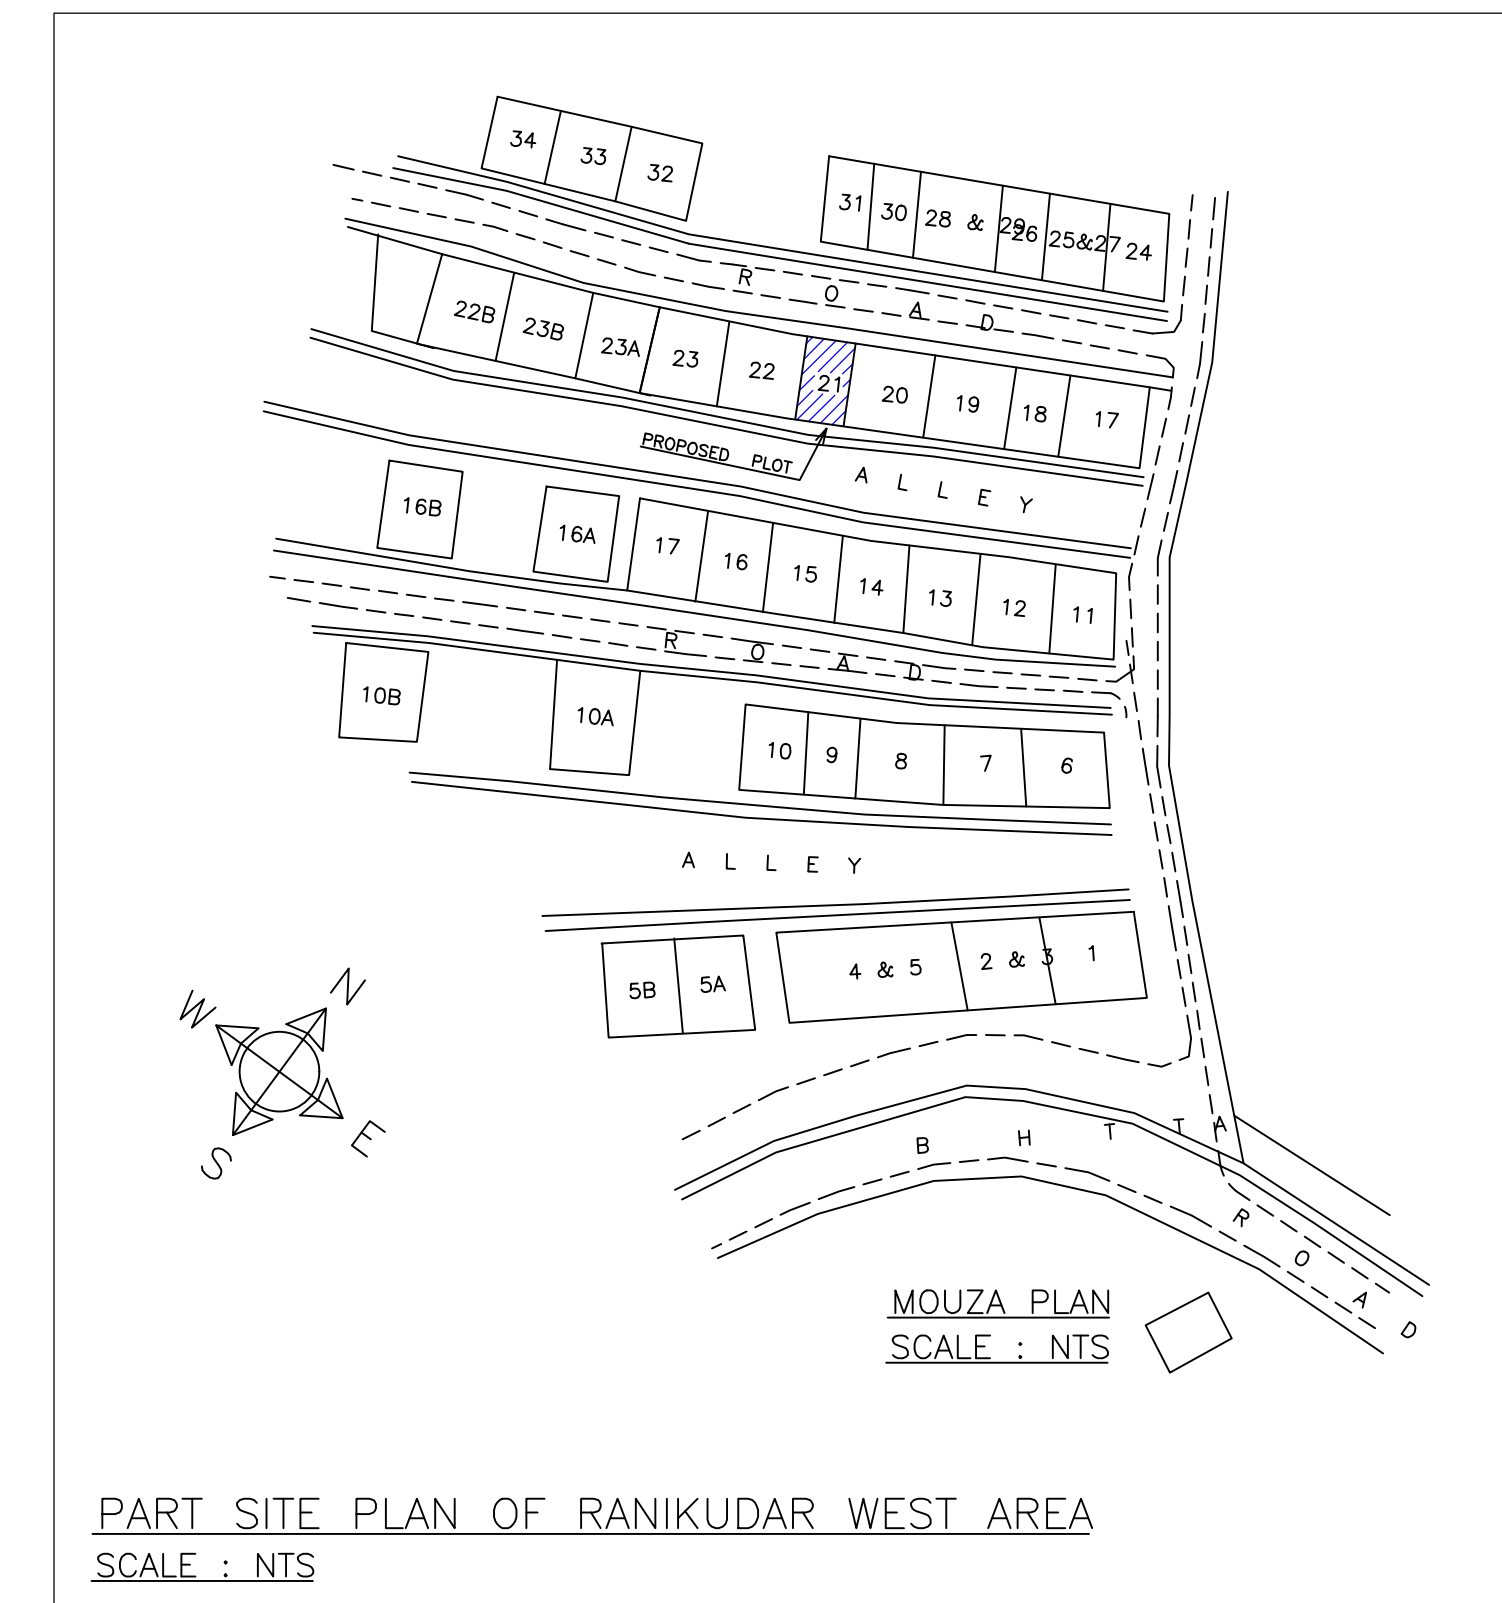 34 33 32
31 30 28 & 29 26 25&27 24
R O A D
22B 23B 23A 23 22 21 20 19 18 17
PROPOSED PLOT
A L L E Y
16B 16A 17 16 15 14 13 12 11
R O A D
10B 10A 10 9 8 7 6
A L L E Y
5B 5A 4 & 5 2 & 3 1
N
W
E
S
B H T T A R O A D
MOUZA PLAN
SCALE : NTS
PART SITE PLAN OF RANIKUDAR WEST AREA
SCALE : NTS